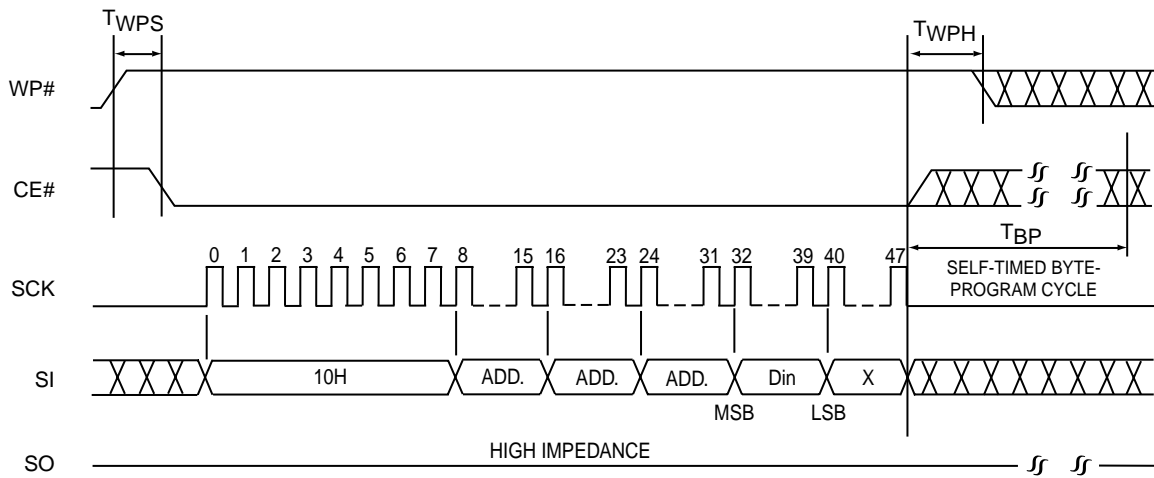 TWPS
TWPH
WP#
CE#
TBP
0 1 2 3 4 5 6 7 8 15 16 23 24 31 32 39 40 47
SCK
SELF-TIMED BYTE-
PROGRAM CYCLE
SI
10H ADD. ADD. ADD. Din X
MSB LSB
HIGH IMPEDANCE
SO